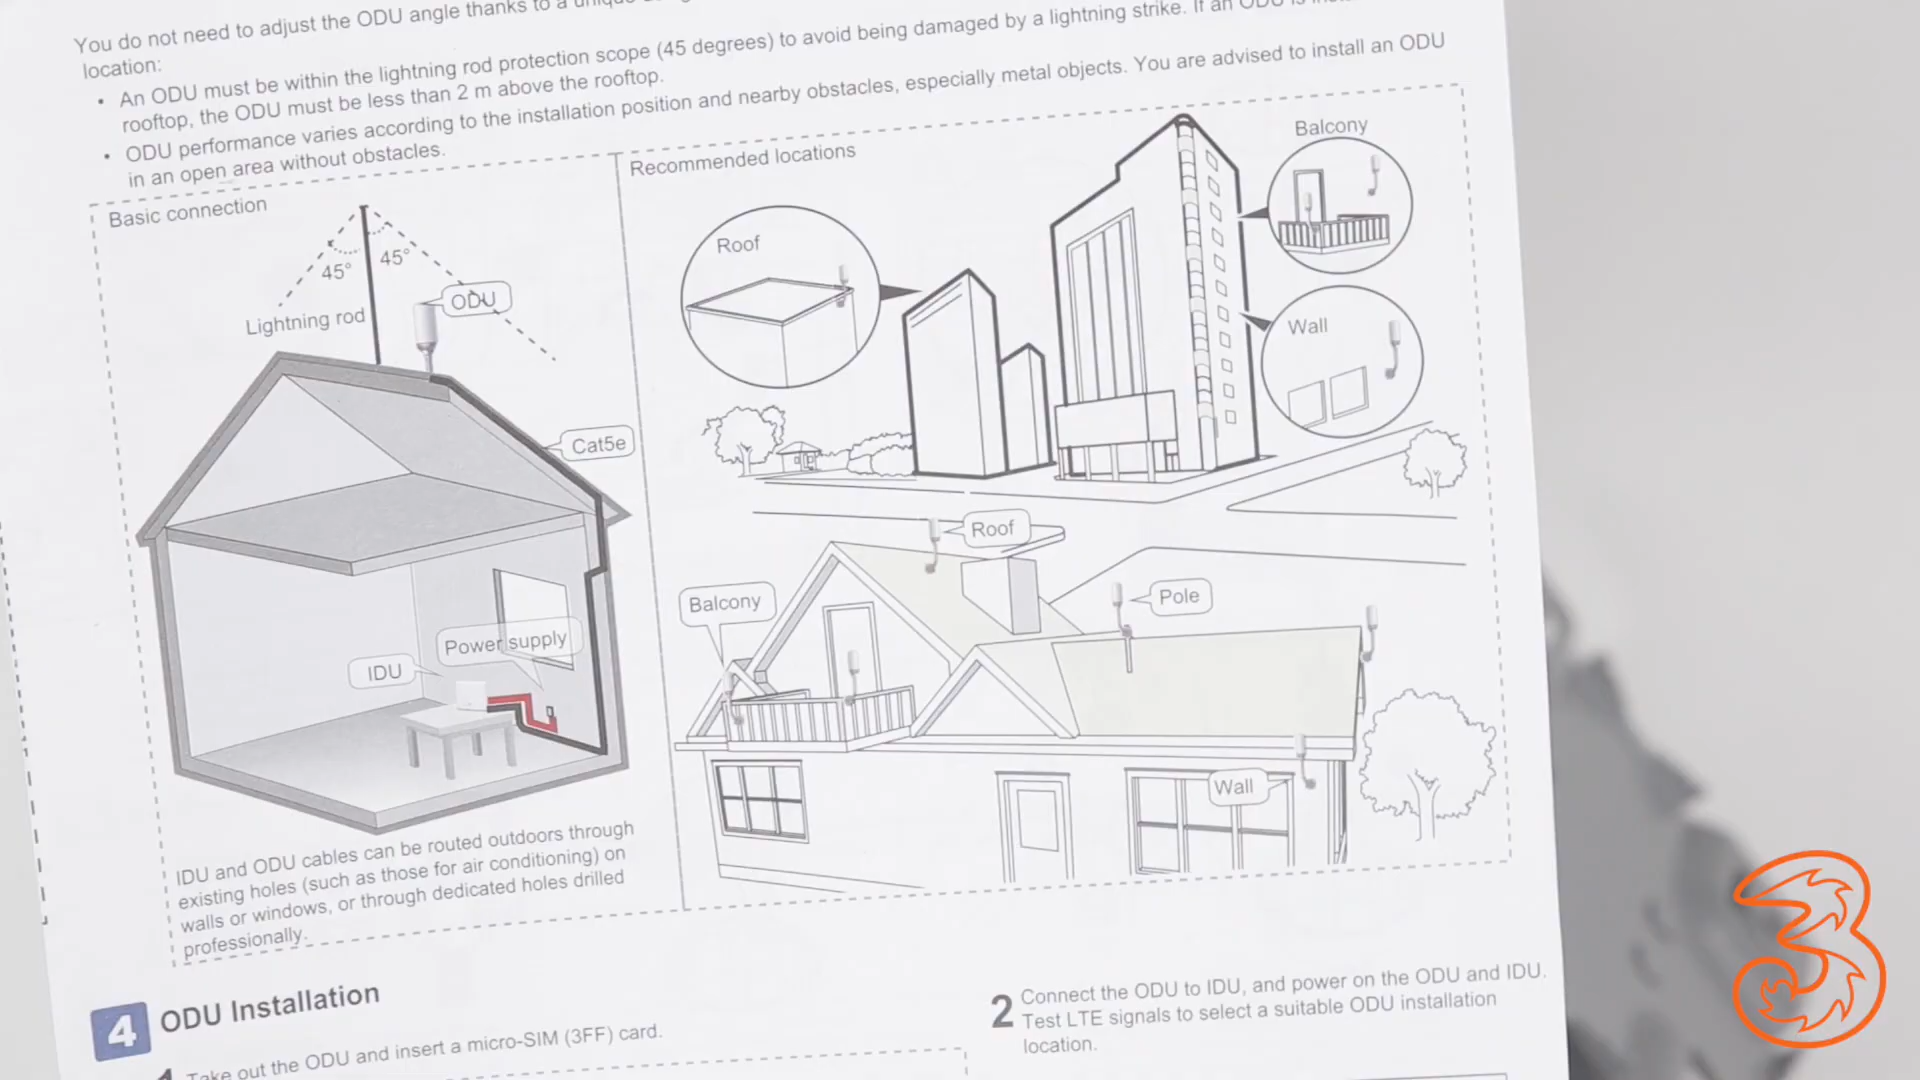 You do not need to adjust the ODU angle thanks to a
location:
• An ODU must be within the lightning rod protection scope (45 degrees) to avoid being damaged by a lightning strike. If an ODU is
rooftop, the ODU must be less than 2 m above the rooftop.
• ODU performance varies according to the installation position and nearby obstacles, especially metal objects. You are advised to install an ODU
in an open area without obstacles.
Basic connection
45°
45°
ODU
Lightning rod
Cat5e
Power supply
IDU
IDU and ODU cables can be routed outdoors through
existing holes (such as those for air conditioning) on
walls or windows, or through dedicated holes drilled
professionally.
Recommended locations
Roof
Balcony
Wall
Roof
Balcony
Pole
Wall
4 ODU Installation
1 Take out the ODU and insert a micro-SIM (3FF) card.
2 Connect the ODU to IDU, and power on the ODU and IDU.
Test LTE signals to select a suitable ODU installation
location.
3